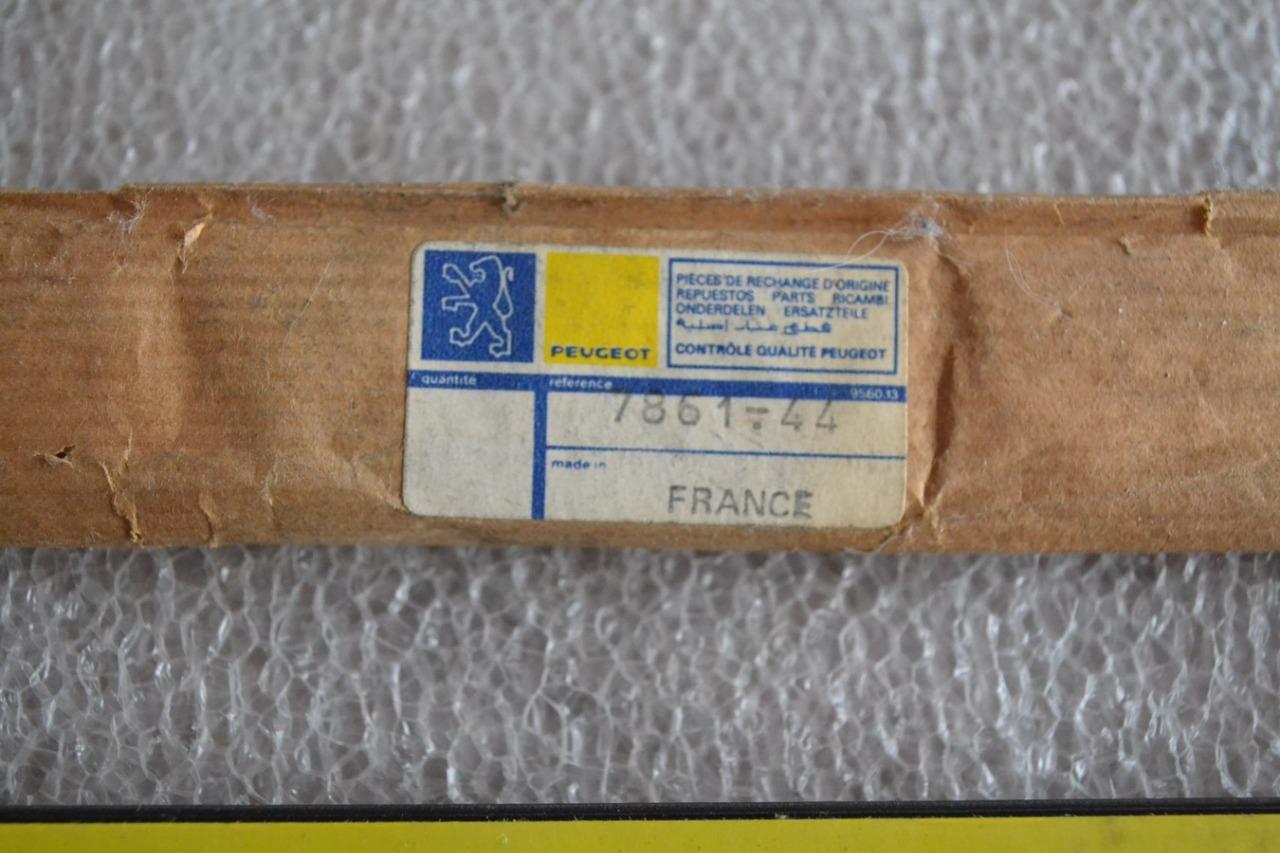 PEUGEOT
PIÈCES DE RECHANGE D'ORIGINE
REPUESTOS PARTS RICAMBI
ONDERDELEN ERSATZTEILE
قطع غيار أصلية
CONTRÔLE QUALITÉ PEUGEOT
quantité
référence
9560.13
7861-44
made in
FRANCE